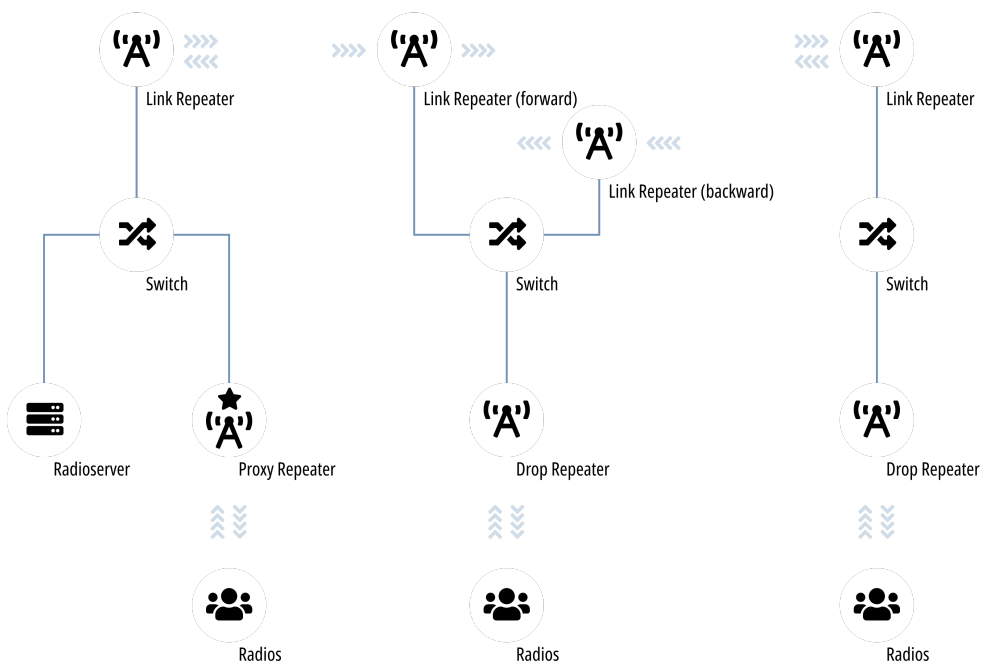 Link Repeater
Link Repeater (forward)
Link Repeater
Link Repeater (backward)
Switch
Switch
Switch
Radioserver
Proxy Repeater
Drop Repeater
Drop Repeater
Radios
Radios
Radios